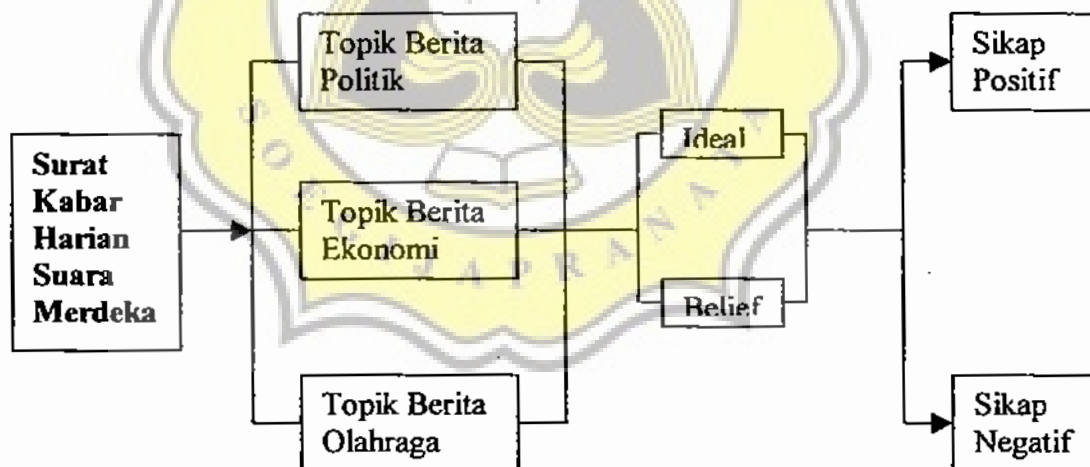 Surat
Kabar
Harian
Suara
Merdeka
Topik Berita
Politik
Topik Berita
Ekonomi
Topik Berita
Olahraga
Ideal
Belief
Sikap
Positif
Sikap
Negatif
SOEGIJAPRANATA